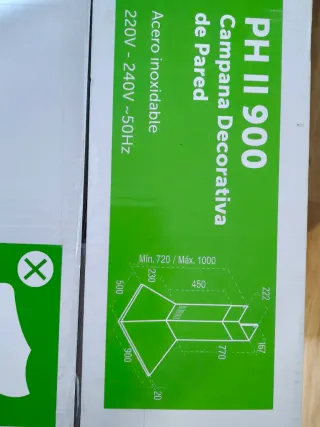 PH II 900
Campana Decorativa
de Pared
Acero inoxidable
220V - 240V ~50Hz
Mín. 720 / Máx. 1000
230
450
222
500
900
20
770
167